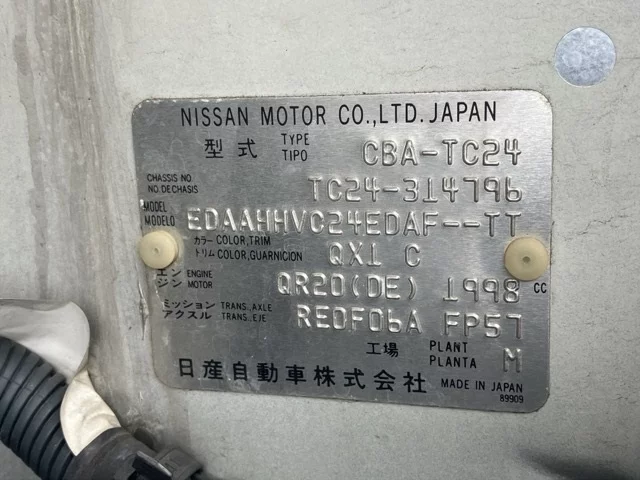 NISSAN MOTOR CO.,LTD. JAPAN
型式 TYPE TIPO CBA-TC24
CHASSIS NO NO.DE CHASIS TC24-314796
MODEL MODELO EDAAHHVC24EDAF--TT
カラー COLOR,TRIM トリム COLOR,GUARNICION QX1 C
エンジン ENGINE MOTOR QR20(DE) 1998 CC
ミッション TRANS.,AXLE アクスル TRANS.,EJE RE0F06A FP57
工場 PLANT PLANTA M
日産自動車株式会社 MADE IN JAPAN
89909